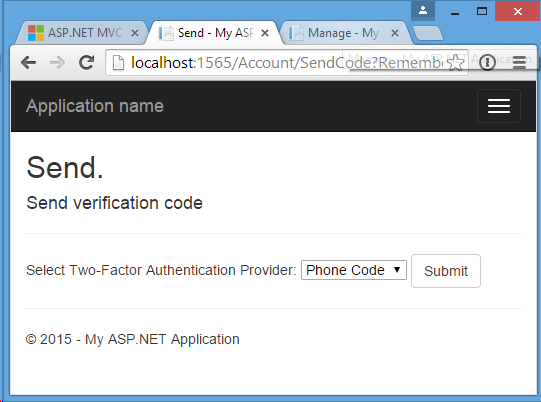 ASP.NET MVC
Send - My ASP
Manage - My
localhost:1565/Account/SendCode?Rememb
Application name
Send.
Send verification code
Select Two-Factor Authentication Provider: Phone Code Submit
© 2015 - My ASP.NET Application